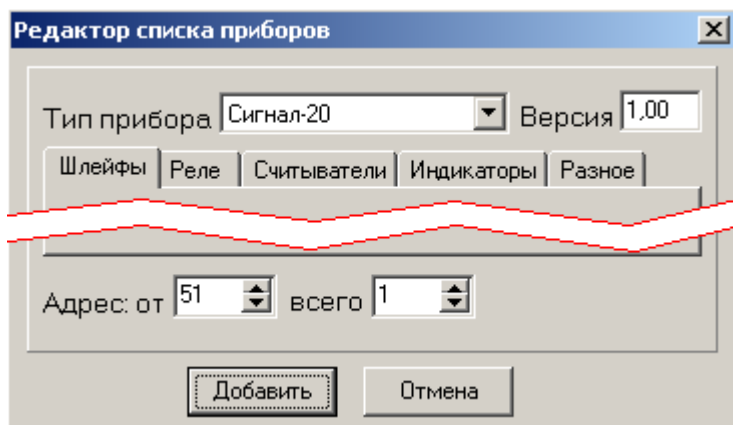 Редактор списка приборов
Тип прибора Сигнал-20 Версия 1,00
Шлейфы Реле Считыватели Индикаторы Разное
Адрес: от 51 всего 1
Добавить Отмена